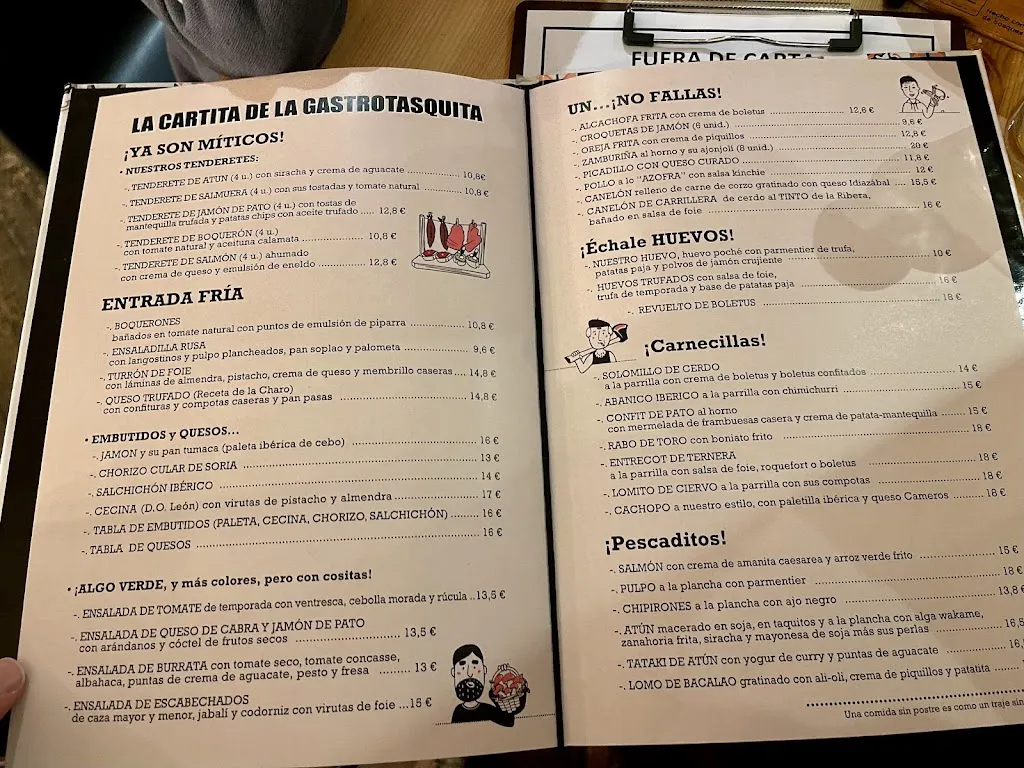 FUERA DE CARTA
LA CARTITA DE LA GASTROTASQUITA
¡YA SON MÍTICOS!
• NUESTROS TENDERETES:
-. TENDERETE DE ATUN (4 u.) con siracha y crema de aguacate ........ 10,8€
-. TENDERETE DE SALMUERA (4 u.) con sus tostadas y tomate natural ........ 10,8 €
-. TENDERETE DE JAMÓN DE PATO (4 u.) con tostas de
mantequilla trufada y patatas chips con aceite trufado ..... 12,8 €
-. TENDERETE DE BOQUERÓN (4 u.)
con tomate natural y aceituna calamata ........ 10,8 €
-. TENDERETE DE SALMÓN (4 u.) ahumado
con crema de queso y emulsión de eneldo ........ 12,8 €
ENTRADA FRÍA
-. BOQUERONES
bañados en tomate natural con puntos de emulsión de piparra ........ 10,8 €
-. ENSALADILLA RUSA
con langostinos y pulpo plancheados, pan soplao y palometa ........ 9,6 €
-. TURRÓN DE FOIE
con láminas de almendra, pistacho, crema de queso y membrillo caseras .... 14,8 €
-. QUESO TRUFADO (Receta de la Charo)
con confituras y compotas caseras y pan pasas ........ 14,8 €
• EMBUTIDOS y QUESOS...
-. JAMON y su pan tumaca (paleta ibérica de cebo) ........ 16 €
-. CHORIZO CULAR DE SORIA ........ 13 €
-. SALCHICHÓN IBÉRICO ........ 14 €
-. CECINA (D.O. León) con virutas de pistacho y almendra ........ 17 €
-. TABLA DE EMBUTIDOS (PALETA, CECINA, CHORIZO, SALCHICHÓN) ........ 16 €
-. TABLA DE QUESOS ........ 16 €
• ¡ALGO VERDE, y más colores, pero con cositas!
-. ENSALADA DE TOMATE de temporada con ventresca, cebolla morada y rúcula ..13,5 €
-. ENSALADA DE QUESO DE CABRA Y JAMÓN DE PATO
con arándanos y cóctel de frutos secos ........ 13,5 €
-. ENSALADA DE BURRATA con tomate seco, tomate concasse,
albahaca, puntas de crema de aguacate, pesto y fresa ........ 13 €
-. ENSALADA DE ESCABECHADOS
de caza mayor y menor, jabalí y codorniz con virutas de foie ...15 €
UN...¡NO FALLAS!
-. ALCACHOFA FRITA con crema de boletus ........ 12,8 €
-. CROQUETAS DE JAMÓN (6 unid.) ........ 9,6 €
-. OREJA FRITA con crema de piquillos ........ 12,8 €
-. ZAMBURIÑA al horno y su ajonjoli (8 unid.) ........ 20 €
-. PICADILLO CON QUESO CURADO ........ 11,8 €
-. POLLO a lo "AZOFRA" con salsa kinchie ........ 12 €
-. CANELÓN relleno de carne de corzo gratinado con queso Idiazábal .... 15,5 €
-. CANELÓN DE CARRILLERA de cerdo al TINTO de la Ribera,
bañado en salsa de foie ........ 16 €
¡Échale HUEVOS!
-. NUESTRO HUEVO, huevo poché con parmentier de trufa,
patatas paja y polvos de jamón crujiente ........ 10 €
-. HUEVOS TRUFADOS con salsa de foie,
trufa de temporada y base de patatas paja ........ 16 €
-. REVUELTO DE BOLETUS ........ 18 €
¡Carnecillas!
-. SOLOMILLO DE CERDO
a la parrilla con crema de boletus y boletus confitados ........ 14 €
-. ABANICO IBERICO a la parrilla con chimichurri ........ 15 €
-. CONFIT DE PATO al horno
con mermelada de frambuesas casera y crema de patata-mantequilla ........ 15 €
-. RABO DE TORO con boniato frito ........ 18 €
-. ENTRECOT DE TERNERA
a la parrilla con salsa de foie, roquefort o boletus ........ 18 €
-. LOMITO DE CIERVO a la parrilla con sus compotas ........ 18 €
-. CACHOPO a nuestro estilo, con paletilla ibérica y queso Cameros ........ 18 €
¡Pescaditos!
-. SALMÓN con crema de amanita caesarea y arroz verde frito ........ 15 €
-. PULPO a la plancha con parmentier ........ 18 €
-. CHIPIRONES a la plancha con ajo negro ........ 13,8 €
-. ATÚN macerado en soja, en taquitos y a la plancha con alga wakame,
zanahoria frita, siracha y mayonesa de soja más sus perlas ........ 16,5
-. TATAKI DE ATÚN con yogur de curry y puntas de aguacate ........ 16,
-. LOMO DE BACALAO gratinado con ali-oli, crema de piquillos y patatita ........
Una comida sin postre es como un traje sin